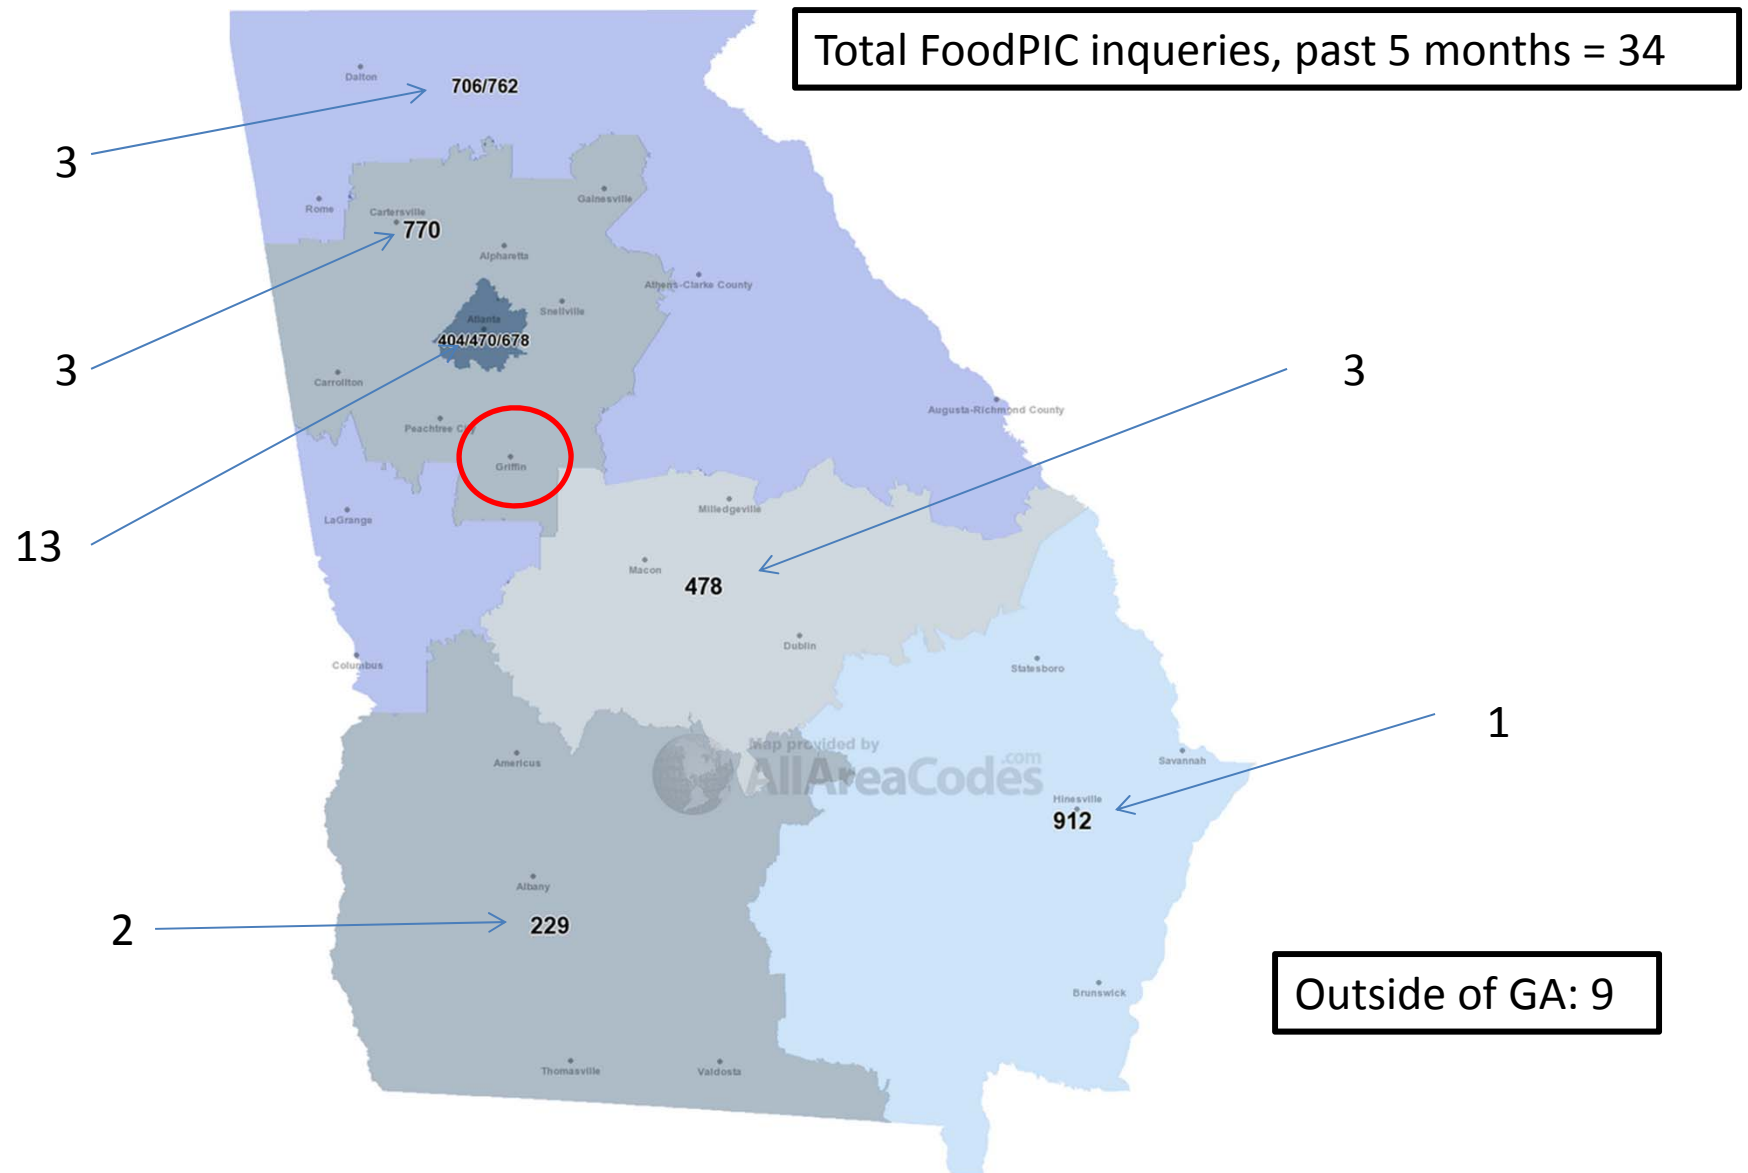 Total FoodPIC inqueries, past 5 months = 34
Dalton
706/762
3
Gainesville
Rome
Cartersville
770
Alpharetta
Athens-Clarke County
Snellville
Atlanta
404/470/678
3
3
Carrollton
Augusta-Richmond County
Peachtree City
Griffin
Milledgeville
LaGrange
13
Macon
478
Dublin
Columbus
Statesboro
1
Map provided by
AllAreaCodes.com
Americus
Savannah
Hinesville
912
Albany
229
2
Outside of GA: 9
Brunswick
Thomasville
Valdosta